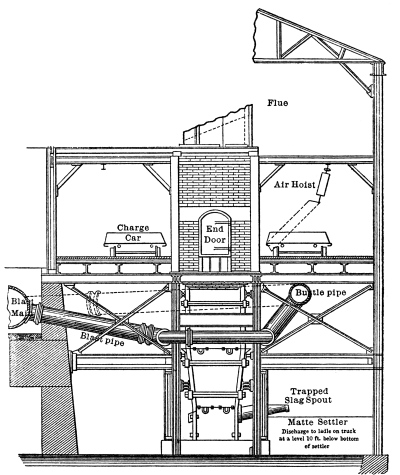 Flue
Air Hoist
Charge
Car
End
Door
Blast
Main
Bustle pipe
Blast pipe
Trapped
Slag Spout
Matte Settler
Discharge to ladle on truck
at a level 10 ft. below bottom
of settler